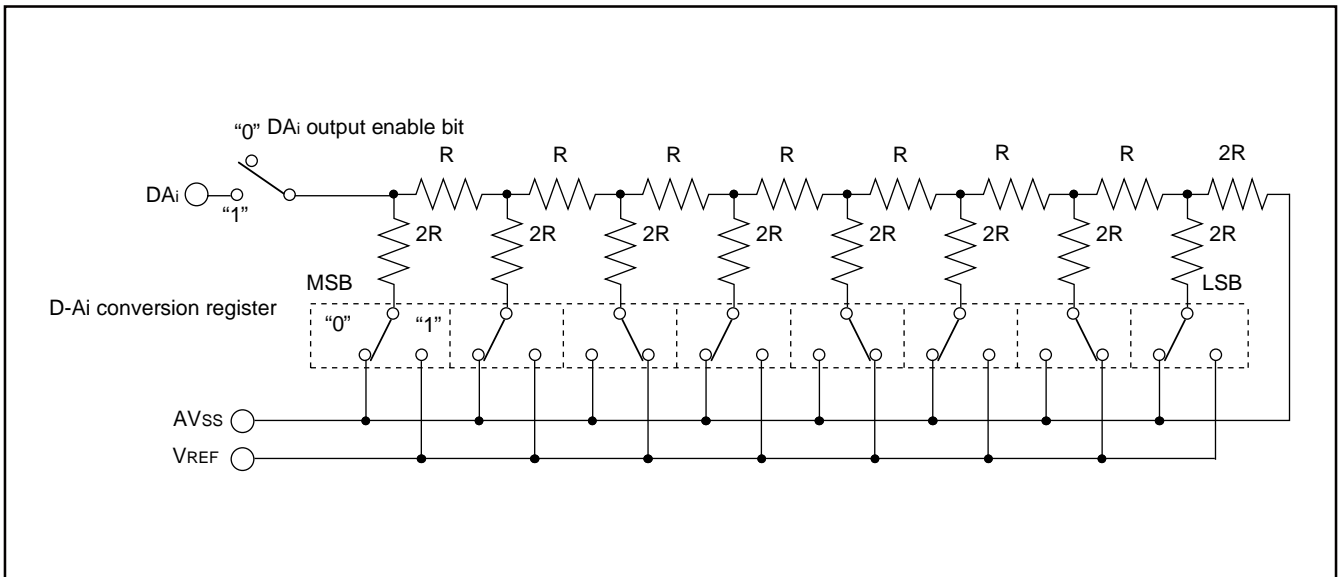 “0” DAi output enable bit
R R R R R R R 2R
DAi
“1”
2R 2R 2R 2R 2R 2R 2R 2R
MSB LSB
D-Ai conversion register
“0” “1”
AVSS
VREF